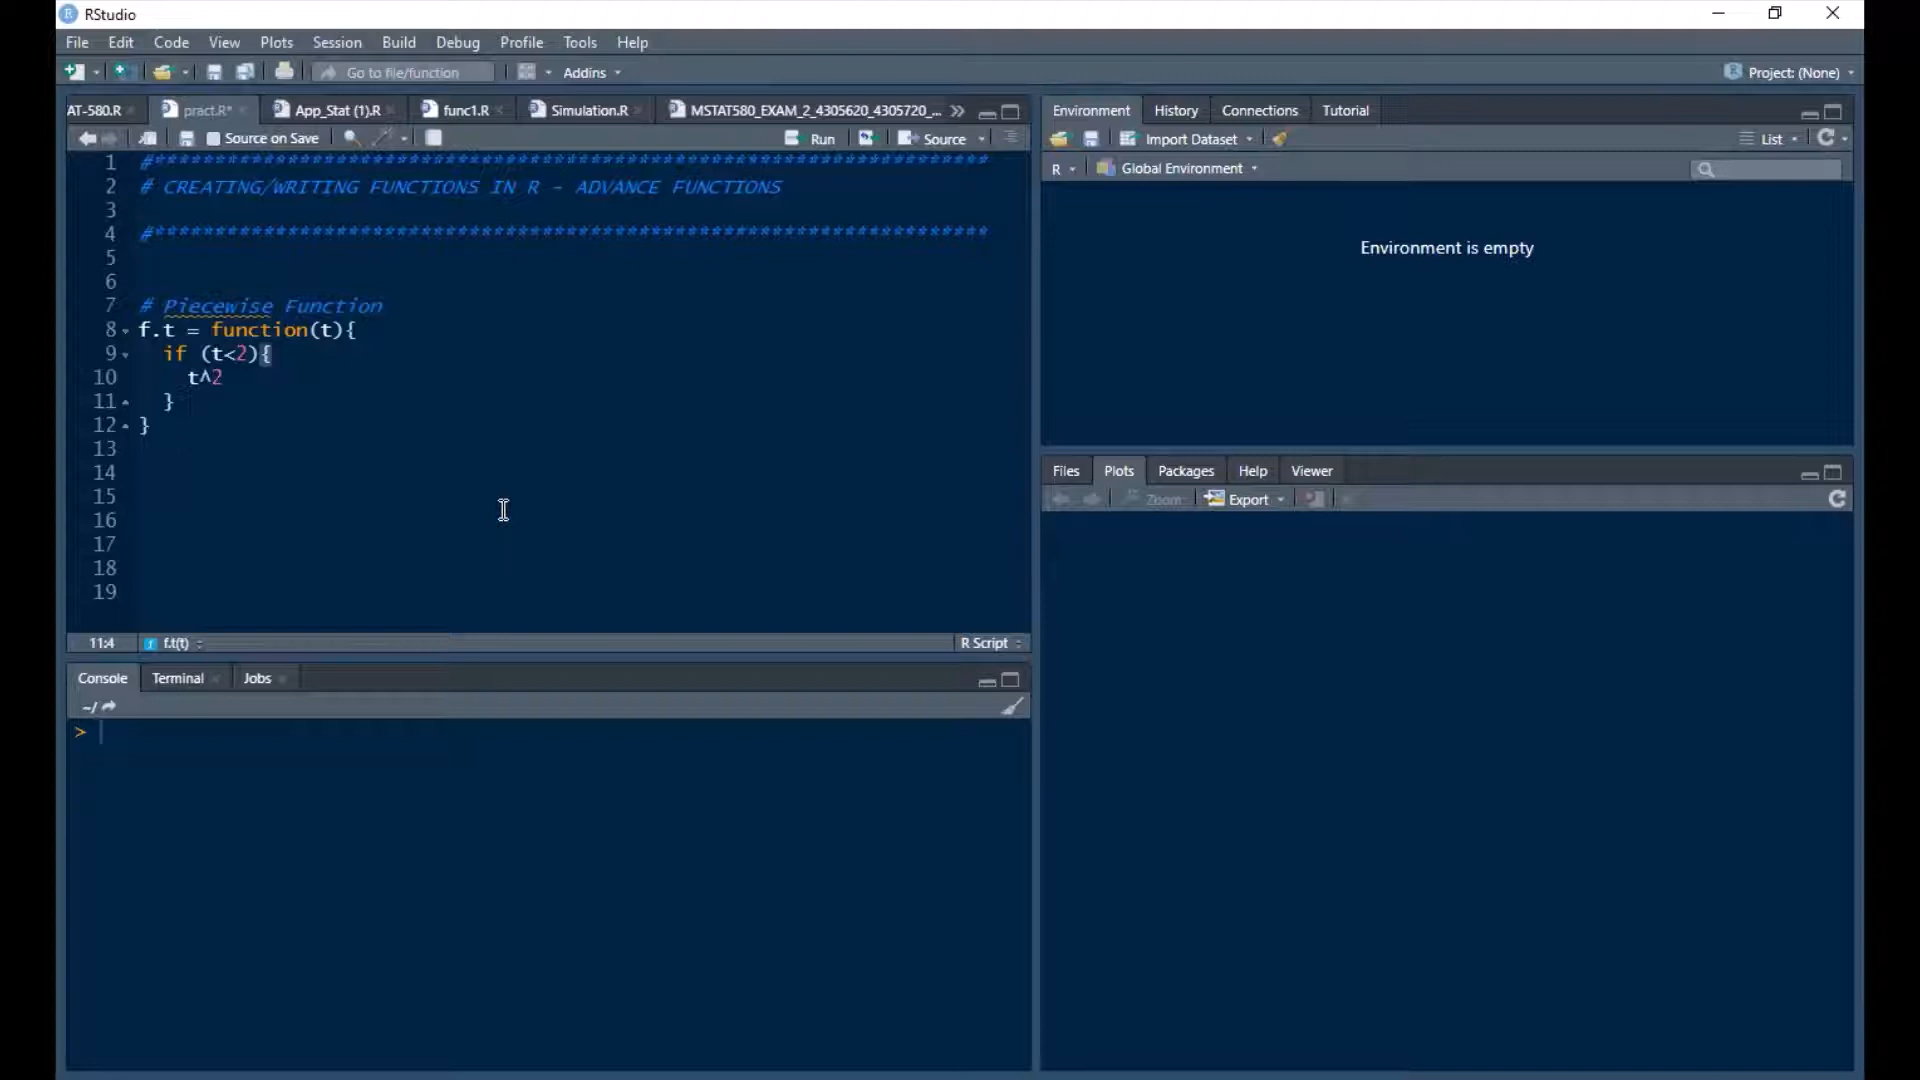 RStudio
File Edit Code View Plots Session Build Debug Profile Tools Help
Go to file/function Addins Project: (None)
AT-580.R pract.R* App_Stat (1).R func1.R Simulation.R MSTAT580_EXAM_2_4305620_4305720_...
Source on Save Run Source
1 #*********************************************************************
2 # CREATING/WRITING FUNCTIONS IN R - ADVANCE FUNCTIONS
3
4 #*********************************************************************
5
6
7 # Piecewise Function
8 f.t = function(t){
9 if (t<2){
10 t^2
11 }
12 }
13
14
15
16
17
18
19
11:4 f.t(t) R Script
Console Terminal Jobs
~/
>
Environment History Connections Tutorial
Import Dataset List
R Global Environment
Environment is empty
Files Plots Packages Help Viewer
Zoom Export